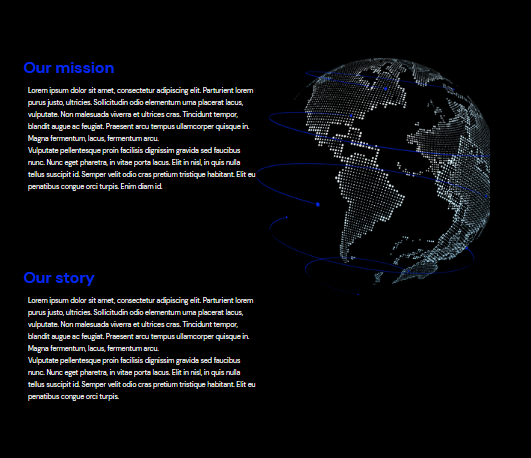 Our mission
Lorem ipsum dolor sit amet, consectetur adipiscing elit. Parturient lorem
purus justo, ultricies. Sollicitudin odio elementum urna placerat lacus,
vulputate. Non malesuada viverra et ultrices cras. Tincidunt tempor,
blandit augue ac feugiat. Praesent arcu tempus ullamcorper quisque in.
Magna fermentum, lacus, fermentum arcu.
Vulputate pellentesque proin facilisis dignissim gravida sed faucibus
nunc. Nunc eget pharetra, in vitae porta lacus. Elit in nisl, in quis nulla
tellus suscipit id. Semper velit odio cras pretium tristique habitant. Elit eu
penatibus congue orci turpis. Enim diam id.
Our story
Lorem ipsum dolor sit amet, consectetur adipiscing elit. Parturient lorem
purus justo, ultricies. Sollicitudin odio elementum urna placerat lacus,
vulputate. Non malesuada viverra et ultrices cras. Tincidunt tempor,
blandit augue ac feugiat. Praesent arcu tempus ullamcorper quisque in.
Magna fermentum, lacus, fermentum arcu.
Vulputate pellentesque proin facilisis dignissim gravida sed faucibus
nunc. Nunc eget pharetra, in vitae porta lacus. Elit in nisl, in quis nulla
tellus suscipit id. Semper velit odio cras pretium tristique habitant. Elit eu
penatibus congue orci turpis.